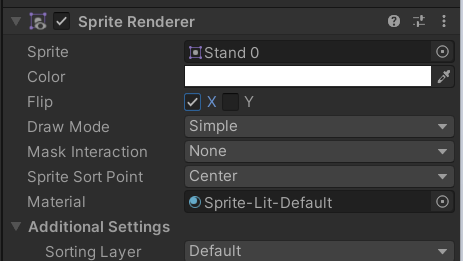 Sprite Renderer
Sprite Stand 0
Color
Flip X Y
Draw Mode Simple
Mask Interaction None
Sprite Sort Point Center
Material Sprite-Lit-Default
Additional Settings
Sorting Layer Default